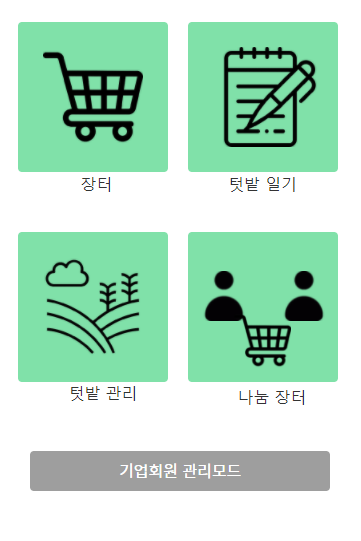 장터
텃밭 일기
텃밭 관리
나눔 장터
기업회원 관리모드